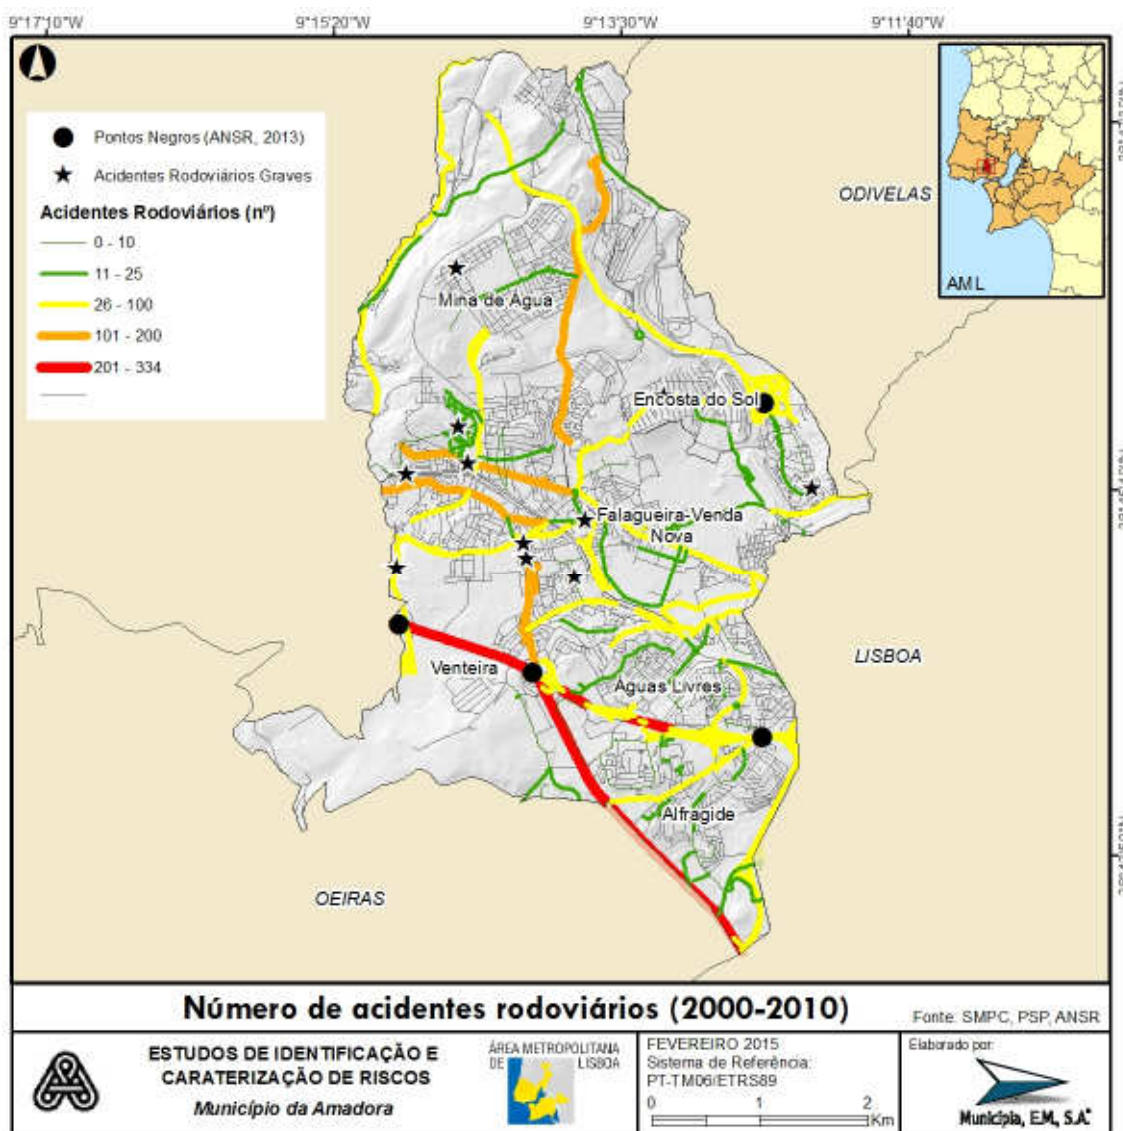 9°17'10"W
9°15'20"W
9°13'30"W
9°11'40"W
Pontos Negros (ANSR, 2013)
Acidentes Rodoviários Graves
Acidentes Rodoviários (nº)
0 - 10
11 - 25
26 - 100
101 - 200
201 - 334
ODIVELAS
AML
Mina de Água
Encosta do Sol
Falagueira-Venda
Nova
LISBOA
Venteira
Águas Livres
Alfragide
OEIRAS
Número de acidentes rodoviários (2000-2010)
Fonte: SMPC, PSP, ANSR
ESTUDOS DE IDENTIFICAÇÃO E
CARATERIZAÇÃO DE RISCOS
Município da Amadora
ÁREA METROPOLITANA
DE LISBOA
FEVEREIRO 2015
Sistema de Referência:
PT-TM06/ETRS89
0 1 2
Km
Elaborado por:
Municípia, E.M., S.A.